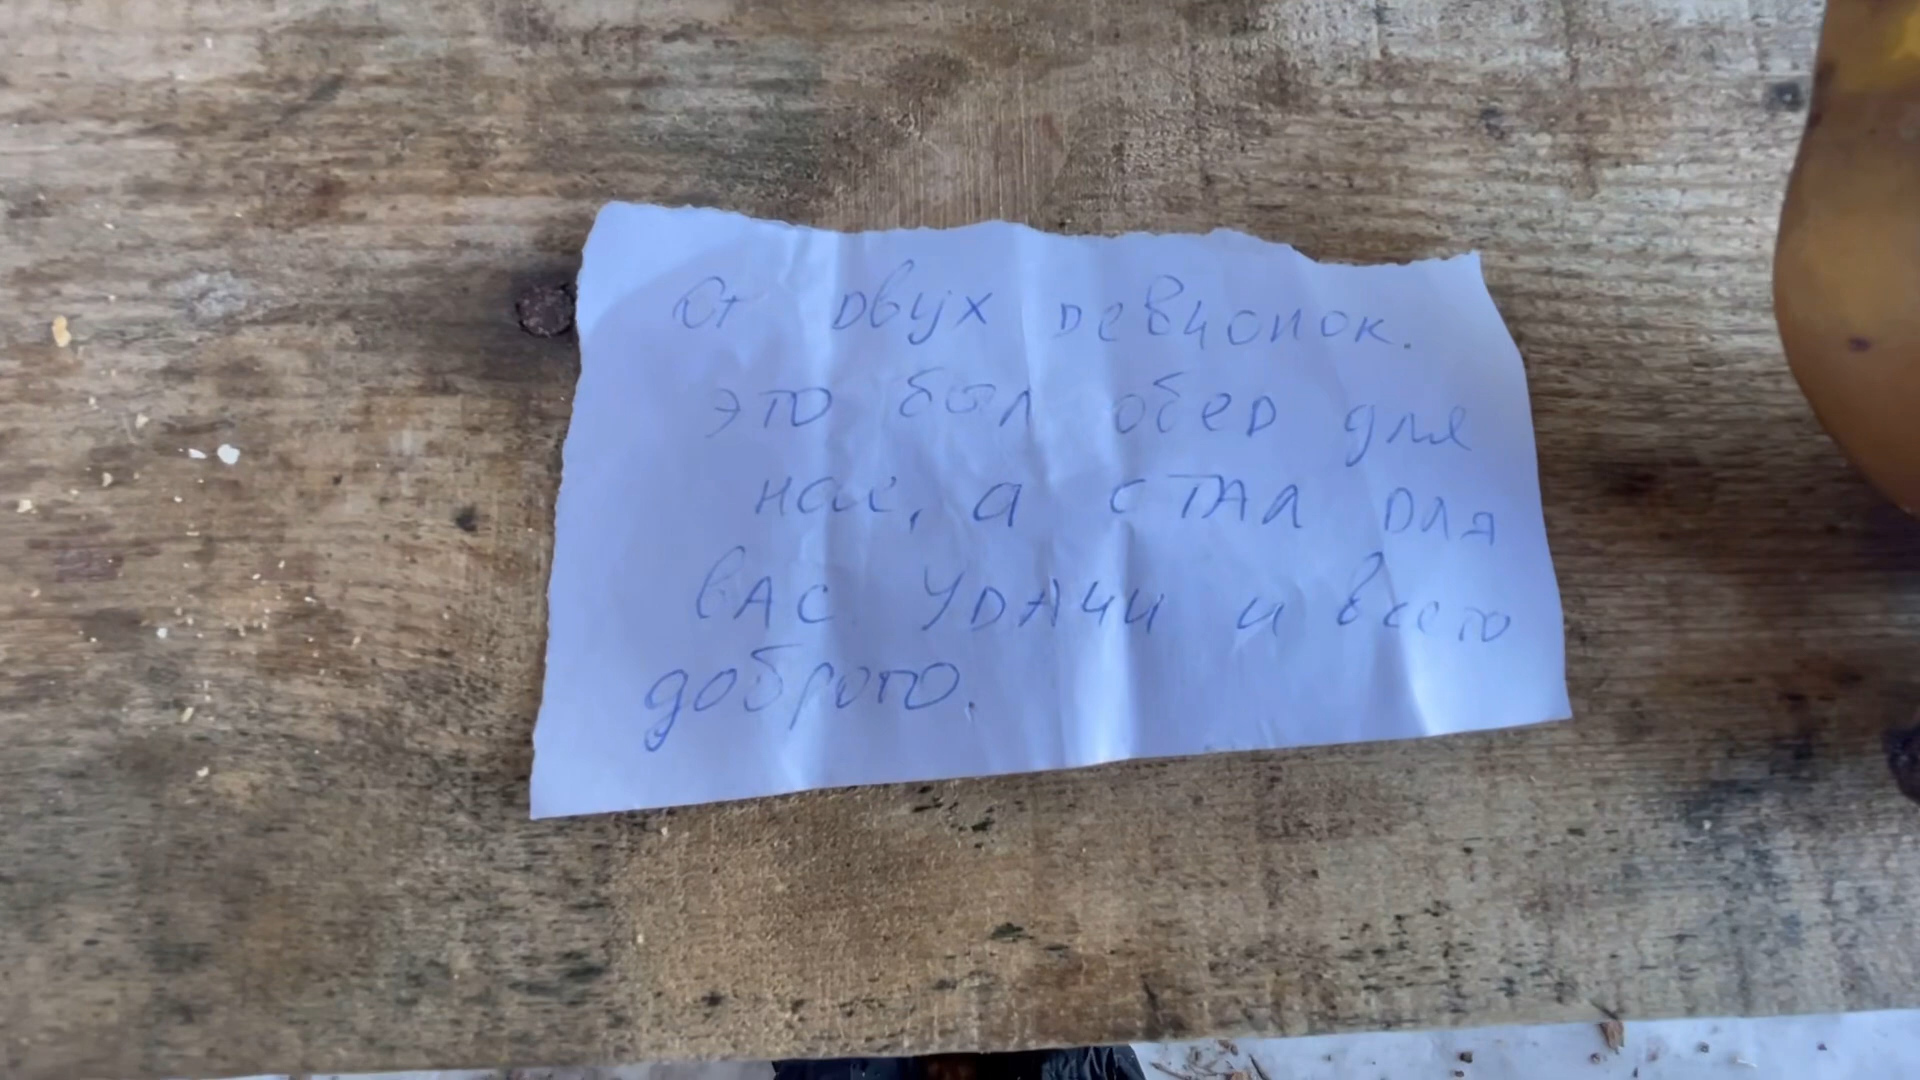 От двух девчонок.
это был обед для
нас, а стал для
вас удачи и всего
доброго.